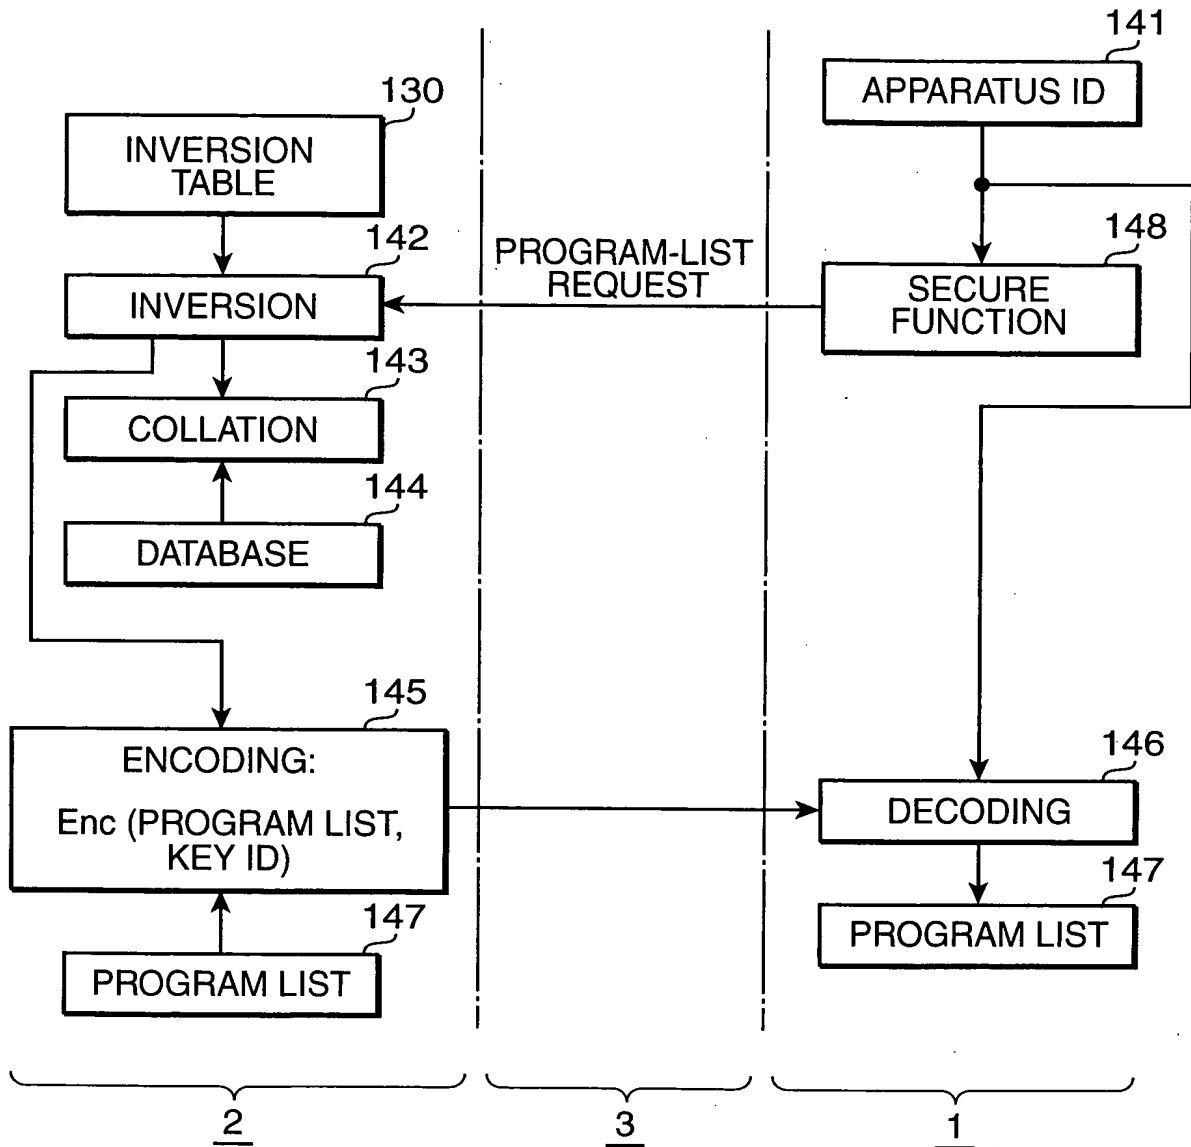 141
APPARATUS ID
130
INVERSION
TABLE
142
INVERSION
PROGRAM-LIST
REQUEST
148
SECURE
FUNCTION
143
COLLATION
144
DATABASE
145
ENCODING:
Enc (PROGRAM LIST,
KEY ID)
146
DECODING
147
PROGRAM LIST
147
PROGRAM LIST
2
3
1